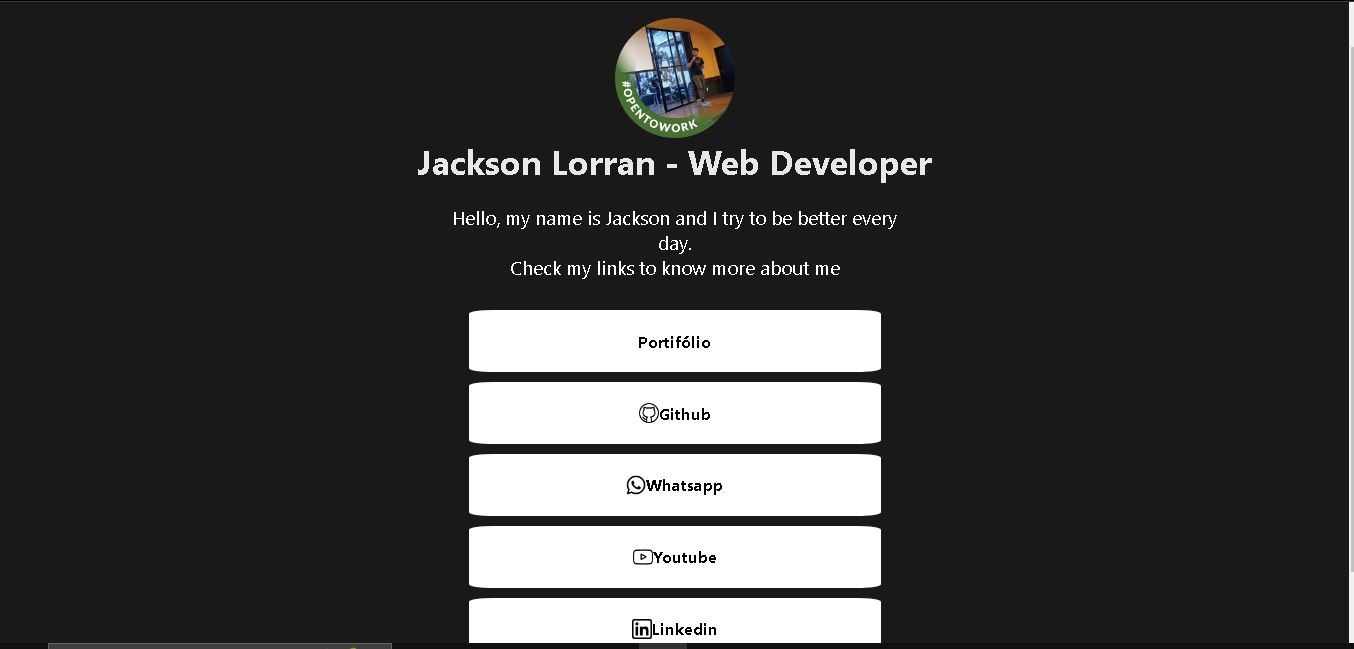 #OPENTOWORK
Jackson Lorran - Web Developer
Hello, my name is Jackson and I try to be better every
day.
Check my links to know more about me
Portifólio
Github
Whatsapp
Youtube
Linkedin